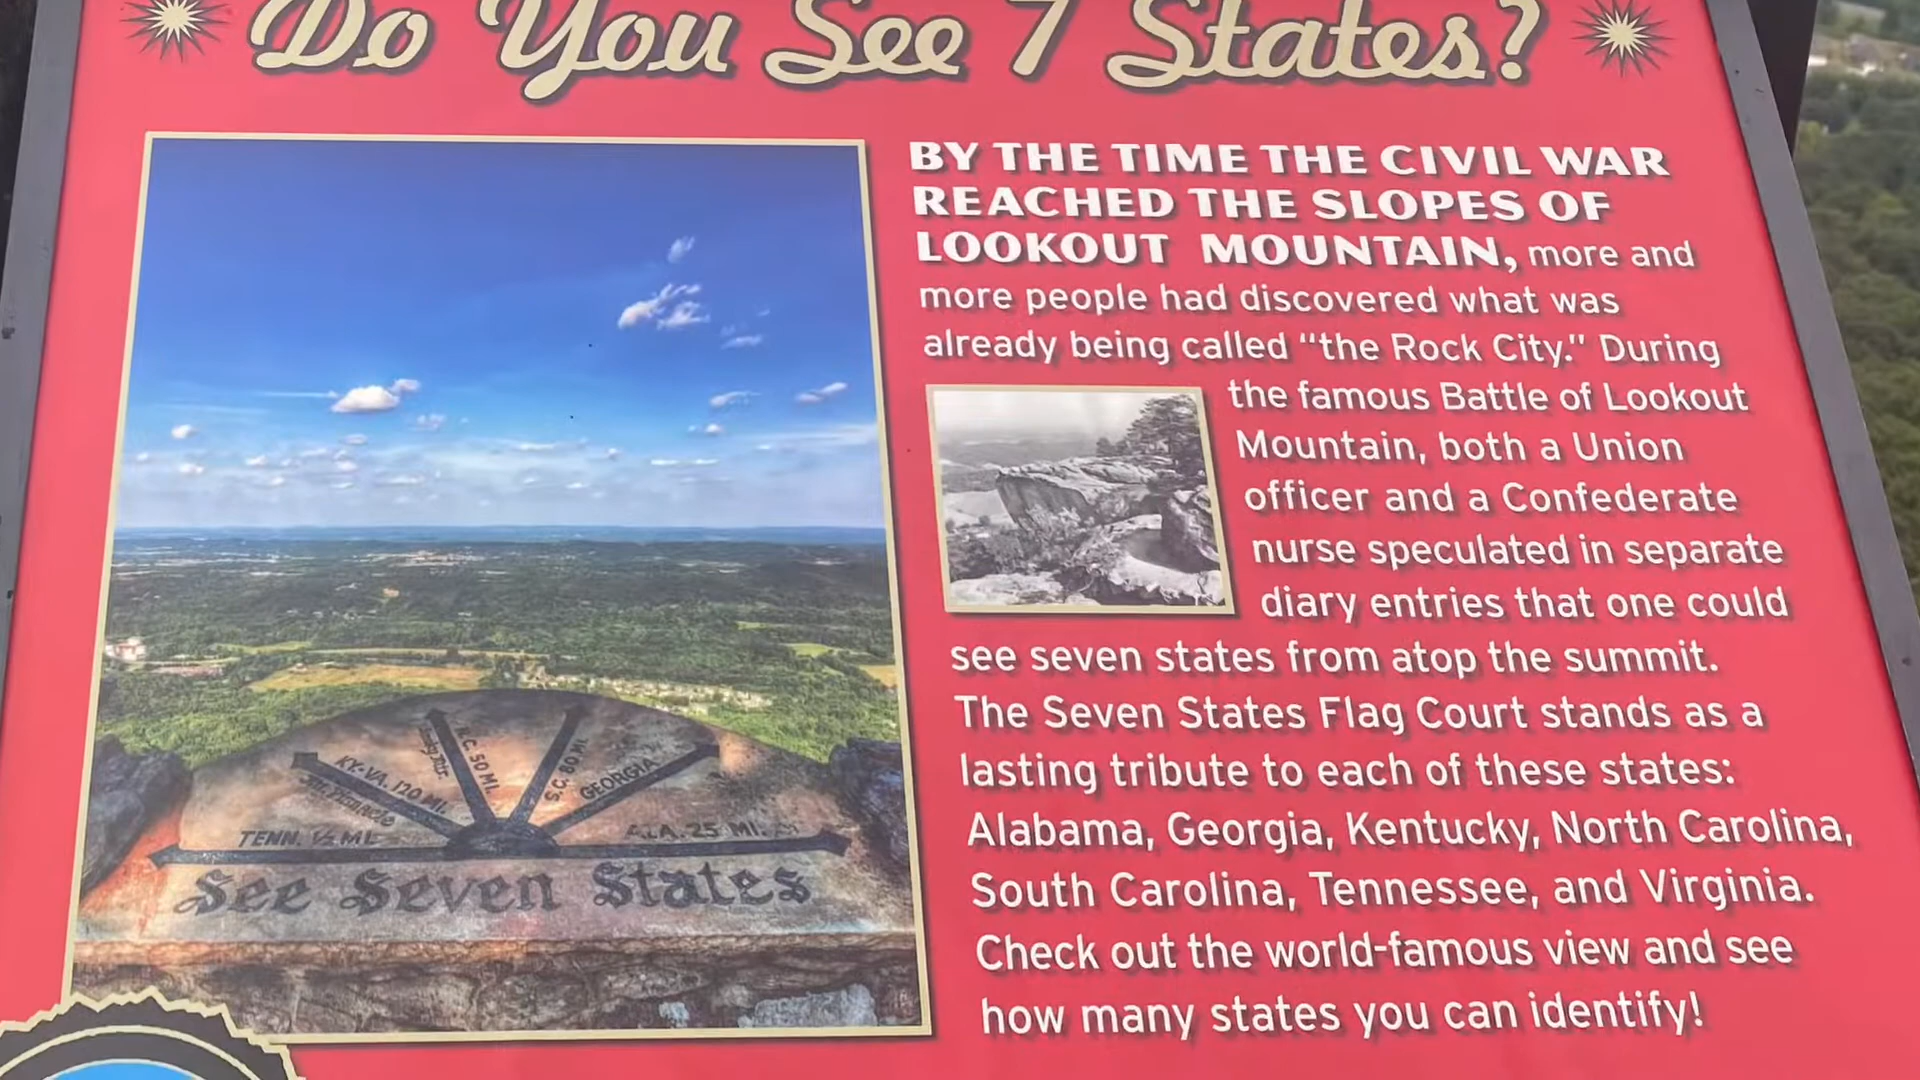 Do You See 7 States?
BY THE TIME THE CIVIL WAR
REACHED THE SLOPES OF
LOOKOUT MOUNTAIN, more and
more people had discovered what was
already being called “the Rock City.” During
the famous Battle of Lookout
Mountain, both a Union
officer and a Confederate
nurse speculated in separate
diary entries that one could
see seven states from atop the summit.
The Seven States Flag Court stands as a
lasting tribute to each of these states:
Alabama, Georgia, Kentucky, North Carolina,
South Carolina, Tennessee, and Virginia.
Check out the world-famous view and see
how many states you can identify!
TENN. ½ MI.
KY.-VA. 120 MI.
N.C. 50 MI.
S.C. 80 MI.
GEORGIA
ALA. 25 MI.
See Seven States